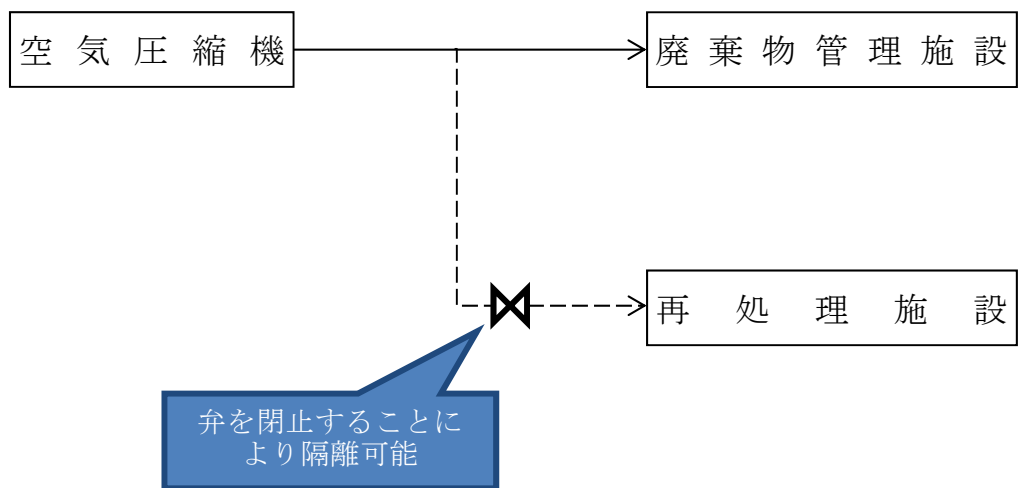 空気圧縮機
廃棄物管理施設
再処理施設
弁を閉止することに
より隔離可能